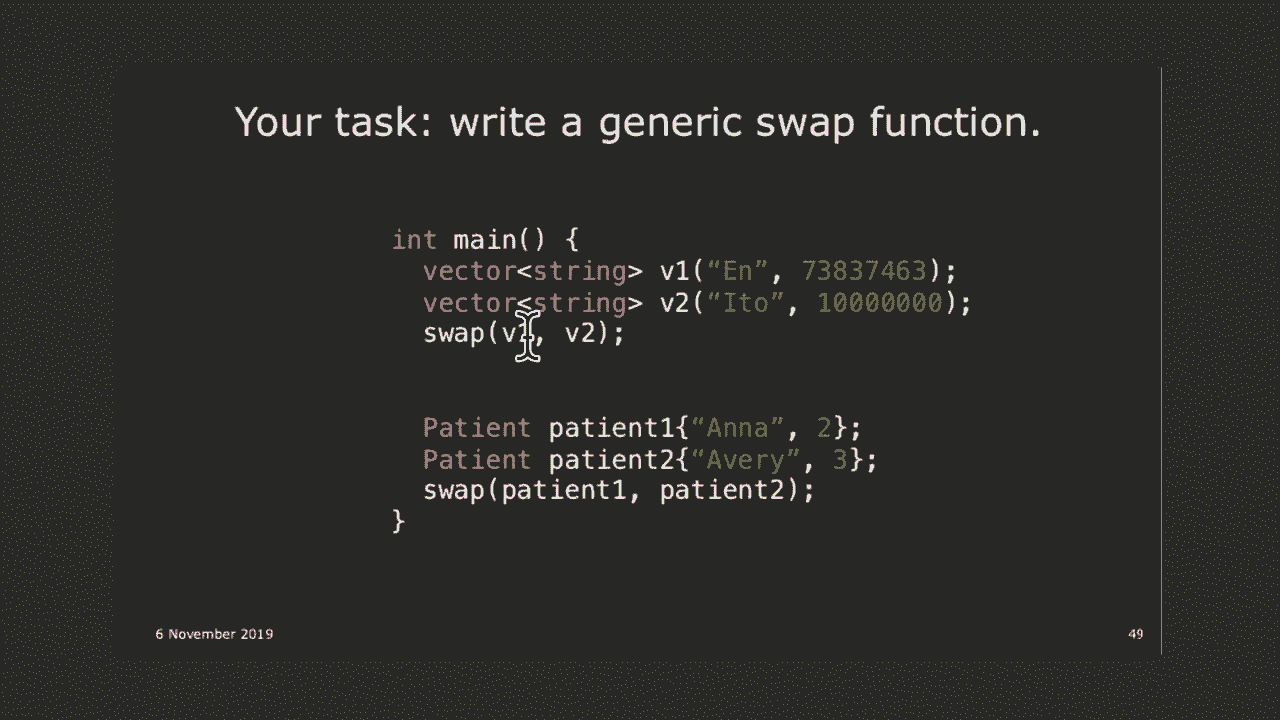 Your task: write a generic swap function.
int main() {
vector<string> v1(“En”, 73837463);
vector<string> v2(“Ito”, 10000000);
swap(v1, v2);
Patient patient1{“Anna”, 2};
Patient patient2{“Avery”, 3};
swap(patient1, patient2);
}
6 November 2019
49